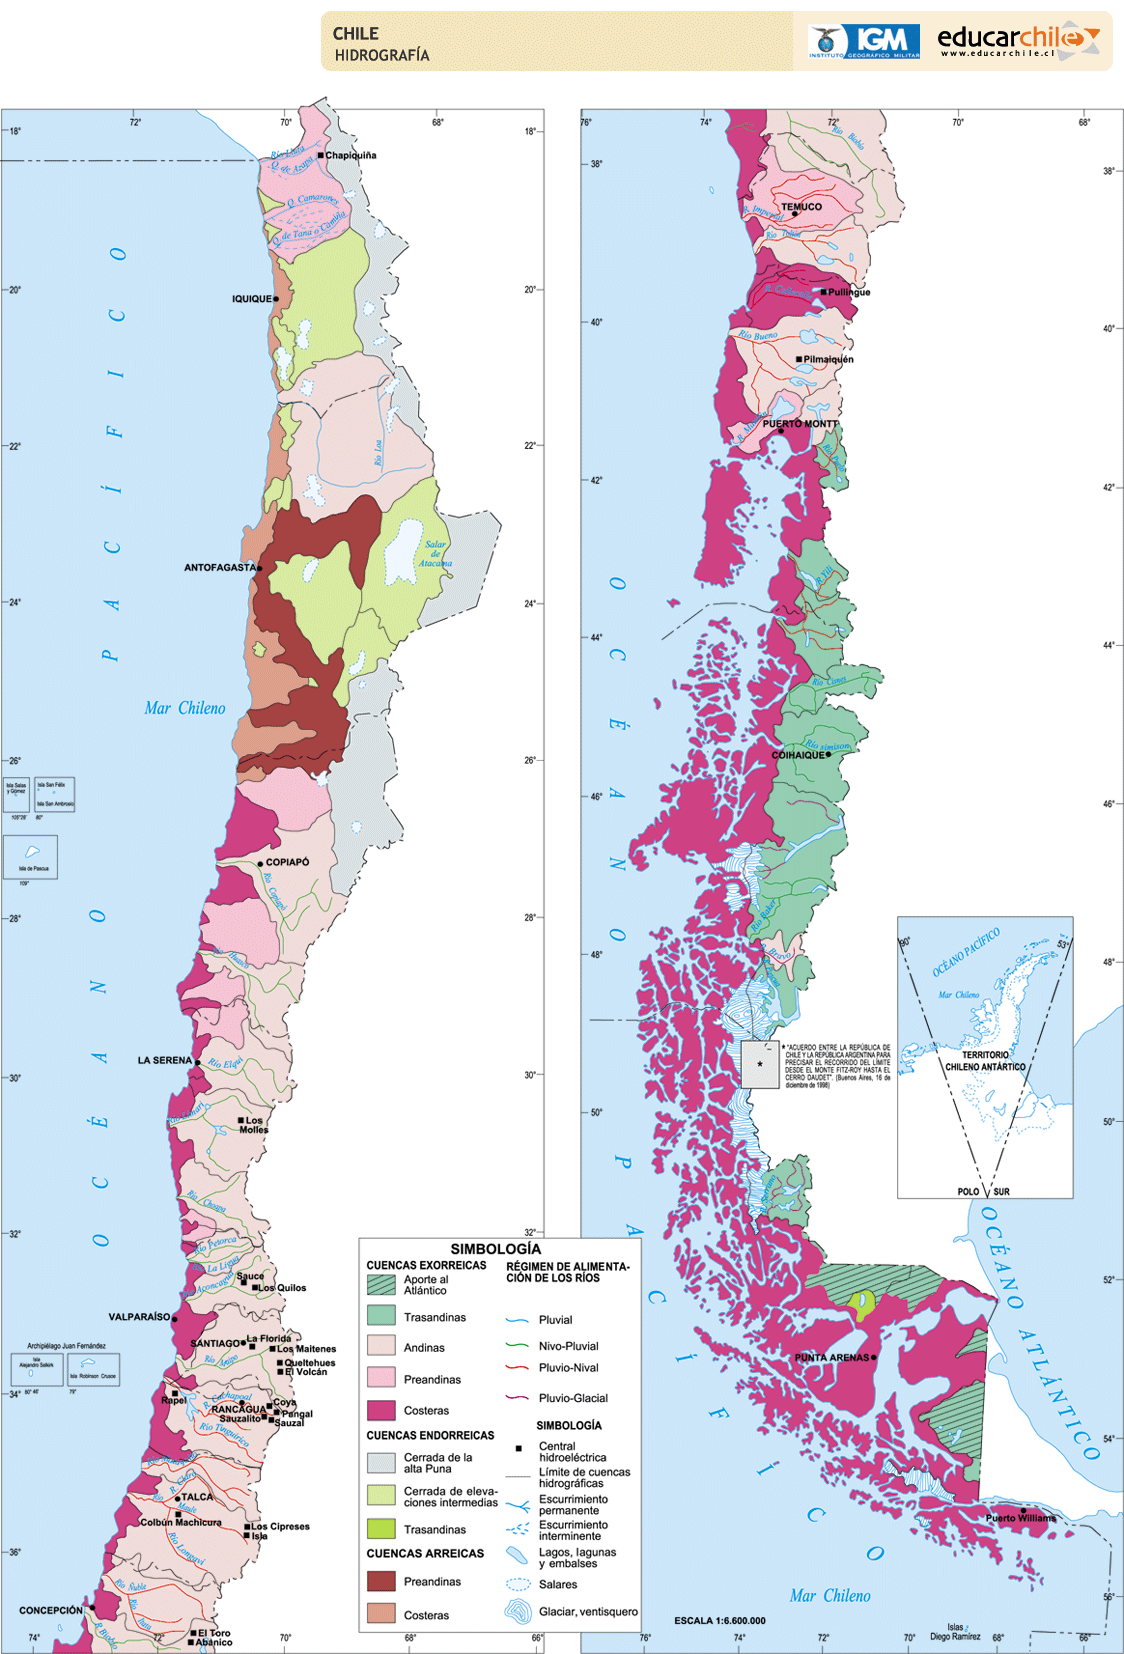 CHILE
HIDROGRAFÍA
IGM
INSTITUTO GEOGRÁFICO MILITAR
educarchile
www.educarchile.cl
72°
70°
68°
76°
74°
72°
70°
68°
18°
18°
20°
20°
22°
22°
24°
24°
26°
26°
28°
28°
30°
30°
32°
32°
34°
36°
38°
38°
40°
40°
42°
42°
44°
44°
46°
46°
48°
48°
50°
50°
52°
54°
56°
OCÉANO PACÍFICO
Mar Chileno
Río Lluta
Q. de Azapa
Chapiquiña
Q. Camarones
Q. de Tana o Camiña
IQUIQUE
Río Loa
ANTOFAGASTA
Salar
de
Atacama
Isla Salas
y Gómez
Isla San Félix
Isla San Ambrosio
105°28'
80°
Isla de Pascua
109°
COPIAPÓ
Río Copiapó
Río Huasco
LA SERENA
Río Elqui
Río Limarí
Los
Molles
Río Choapa
Río Petorca
Río La Ligua
Río Aconcagua
Sauce
Los Quilos
VALPARAÍSO
SANTIAGO
La Florida
Los Maitenes
Queltehues
El Volcán
Río Maipo
Archipiélago Juan Fernández
Isla
Alejandro Selkirk
Isla Robinson Crusoe
80° 46'
79°
Rapel
R. Cachapoal
RANCAGUA
Coya
Pangal
Sauzalito
Sauzal
Río Tinguiririca
R. Claro
TALCA
Río Maule
Colbún Machicura
Los Cipreses
Isla
Río Longaví
Río Ñuble
Río Itata
CONCEPCIÓN
R. Biobío
El Toro
Abanico
74°
72°
70°
68°
66°
Río Biobío
TEMUCO
R. Imperial
Río Toltén
R. Calle Calle
Pullingue
Río Bueno
Pilmaiquén
R. Maullín
PUERTO MONTT
Río Puelo
R. Yili
Río Cisnes
Río simpson
COIHAIQUE
Río Baker
R. Bravo
R. Pascua
R. Serrano
OCÉANO PACÍFICO
* "ACUERDO ENTRE LA REPÚBLICA DE
CHILE Y LA REPÚBLICA ARGENTINA PARA
PRECISAR EL RECORRIDO DEL LÍMITE
DESDE EL MONTE FITZ-ROY HASTA EL
CERRO DAUDET". (Buenos Aires, 16 de
diciembre de 1998)
*
90°
53°
OCÉANO PACÍFICO
Mar Chileno
TERRITORIO
CHILENO ANTÁRTICO
POLO SUR
OCÉANO ATLÁNTICO
PUNTA ARENAS
Puerto Williams
Mar Chileno
Islas
Diego Ramírez
ESCALA 1:6.600.000
76°
74°
72°
70°
68°
66°
SIMBOLOGÍA
CUENCAS EXORREICAS
Aporte al
Atlántico
Trasandinas
Andinas
Preandinas
Costeras
CUENCAS ENDORREICAS
Cerrada de la
alta Puna
Cerrada de eleva-
ciones intermedias
Trasandinas
CUENCAS ARREICAS
Preandinas
Costeras
RÉGIMEN DE ALIMENTA-
CIÓN DE LOS RÍOS
Pluvial
Nivo-Pluvial
Pluvio-Nival
Pluvio-Glacial
SIMBOLOGÍA
Central
hidroeléctrica
Límite de cuencas
hidrográficas
Escurrimiento
permanente
Escurrimiento
interminente
Lagos, lagunas
y embalses
Salares
Glaciar, ventisquero